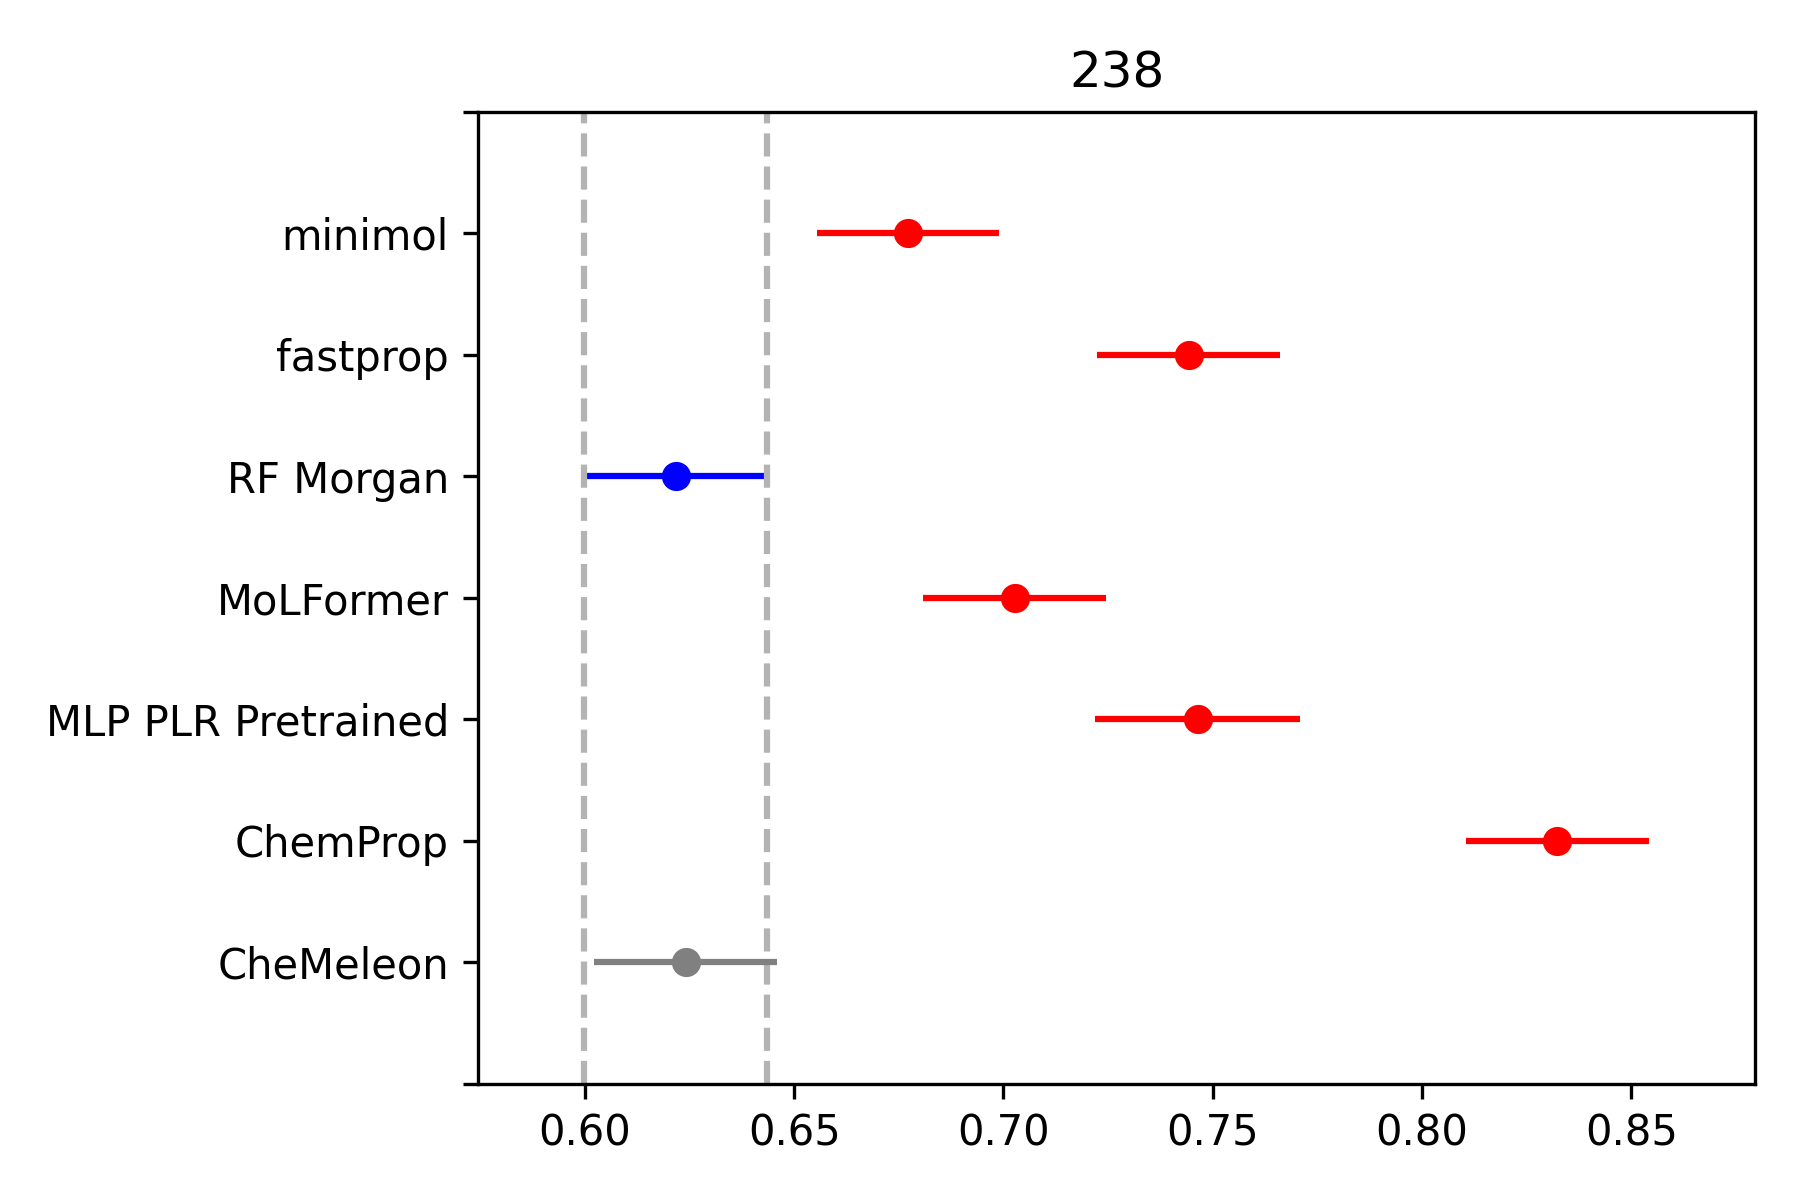 238
minimol
fastprop
RF Morgan
MoLFormer
MLP PLR Pretrained
ChemProp
CheMeleon
0.60 0.65 0.70 0.75 0.80 0.85